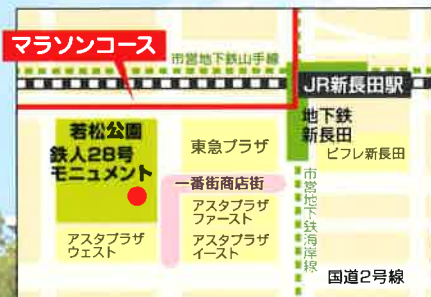 マラソンコース
市営地下鉄山手線
JR新長田駅
地下鉄
新長田
若松公園
鉄人28号
モニュメント
東急プラザ
ピフレ新長田
一番街商店街
アスタプラザ
ファースト
アスタプラザ
イースト
アスタプラザ
ウェスト
市営地下鉄海岸線
国道2号線